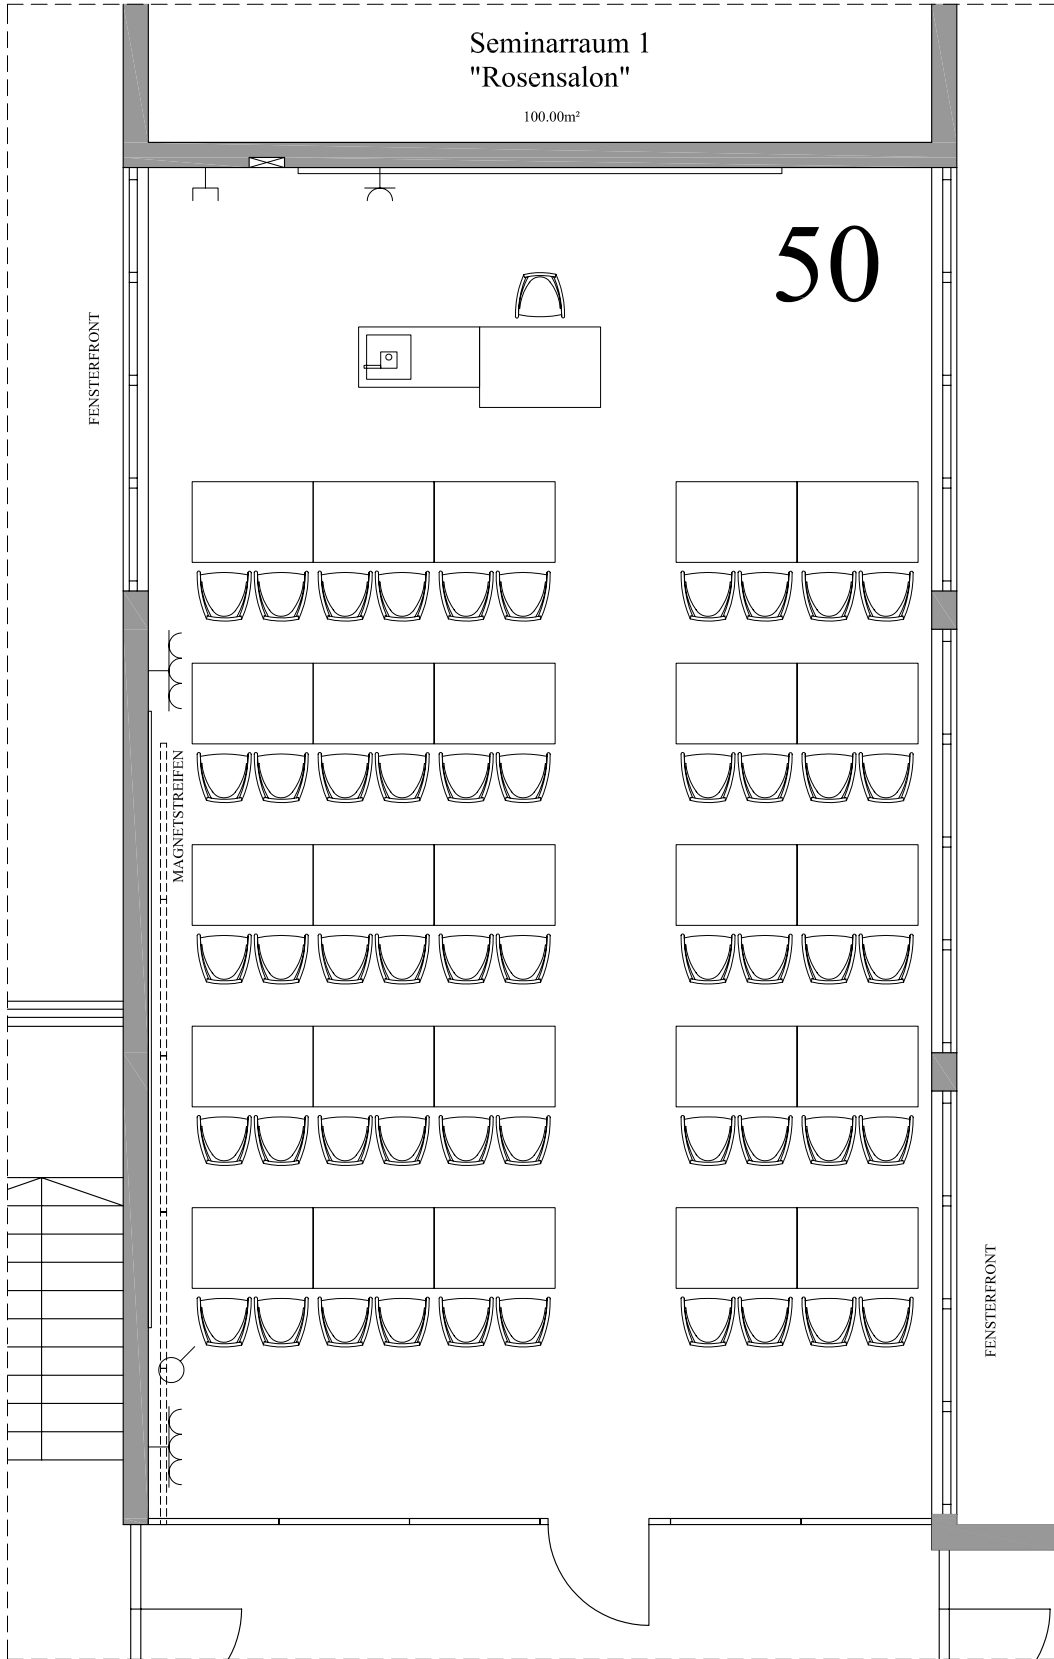 Seminarraum 1
"Rosensalon"
100.00m²
50
FENSTERFRONT
MAGNETSTREIFEN
FENSTERFRONT